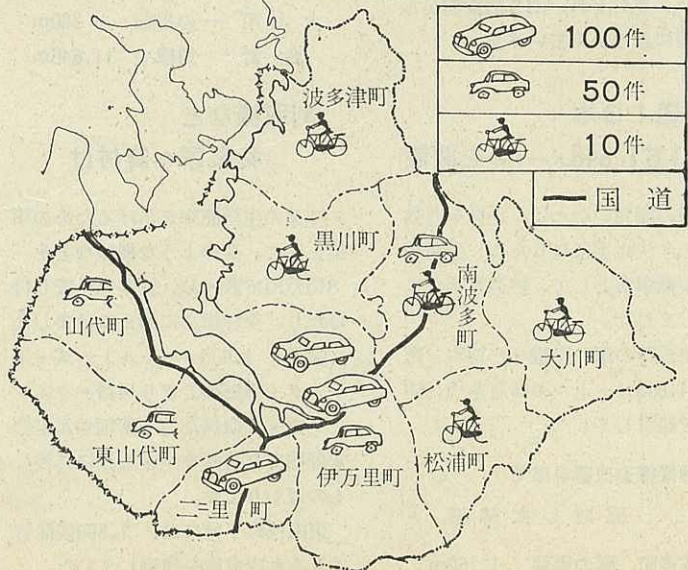 100件
50件
10件
国道
波多津町
黒川町
南波多町
山代町
大川町
東山代町
伊万里町
松浦町
二里町